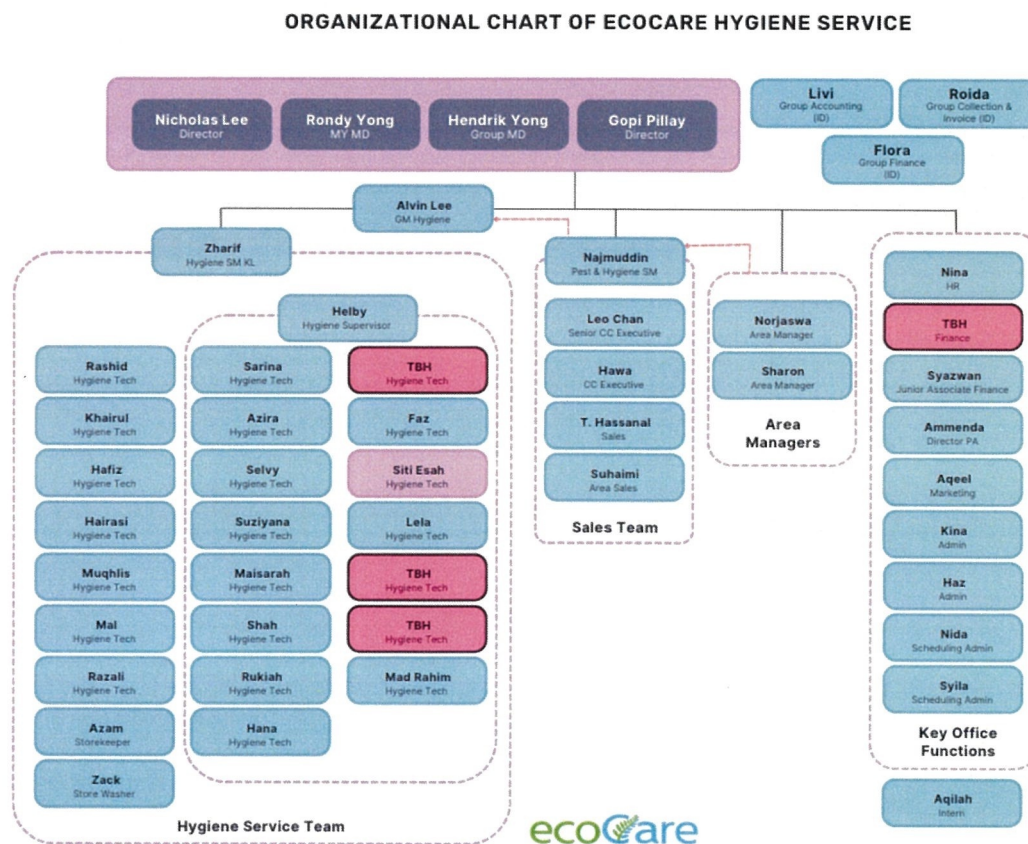 ORGANIZATIONAL CHART OF ECOCARE HYGIENE SERVICE
Nicholas Lee
Director
Rondy Yong
MY MD
Hendrik Yong
Group MD
Gopi Pillay
Director
Livi
Group Accounting
(ID)
Roida
Group Collection &
Invoice (ID)
Flora
Group Finance
(ID)
Alvin Lee
GM Hygiene
Zharif
Hygiene SM KL
Helby
Hygiene Supervisor
Rashid
Hygiene Tech
Khairul
Hygiene Tech
Hafiz
Hygiene Tech
Hairasi
Hygiene Tech
Muqhlis
Hygiene Tech
Mal
Hygiene Tech
Razali
Hygiene Tech
Azam
Storekeeper
Zack
Store Washer
Sarina
Hygiene Tech
Azira
Hygiene Tech
Selvy
Hygiene Tech
Suziyana
Hygiene Tech
Maisarah
Hygiene Tech
Shah
Hygiene Tech
Rukiah
Hygiene Tech
Hana
Hygiene Tech
TBH
Hygiene Tech
Faz
Hygiene Tech
Siti Esah
Hygiene Tech
Lela
Hygiene Tech
TBH
Hygiene Tech
TBH
Hygiene Tech
Mad Rahim
Hygiene Tech
Hygiene Service Team
Najmuddin
Pest & Hygiene SM
Leo Chan
Senior CC Executive
Hawa
CC Executive
T. Hassanal
Sales
Suhaimi
Area Sales
Sales Team
Norjaswa
Area Manager
Sharon
Area Manager
Area
Managers
Nina
HR
TBH
Finance
Syazwan
Junior Associate Finance
Ammenda
Director PA
Aqeel
Marketing
Kina
Admin
Haz
Admin
Nida
Scheduling Admin
Syila
Scheduling Admin
Key Office
Functions
Aqilah
Intern
ecoCare